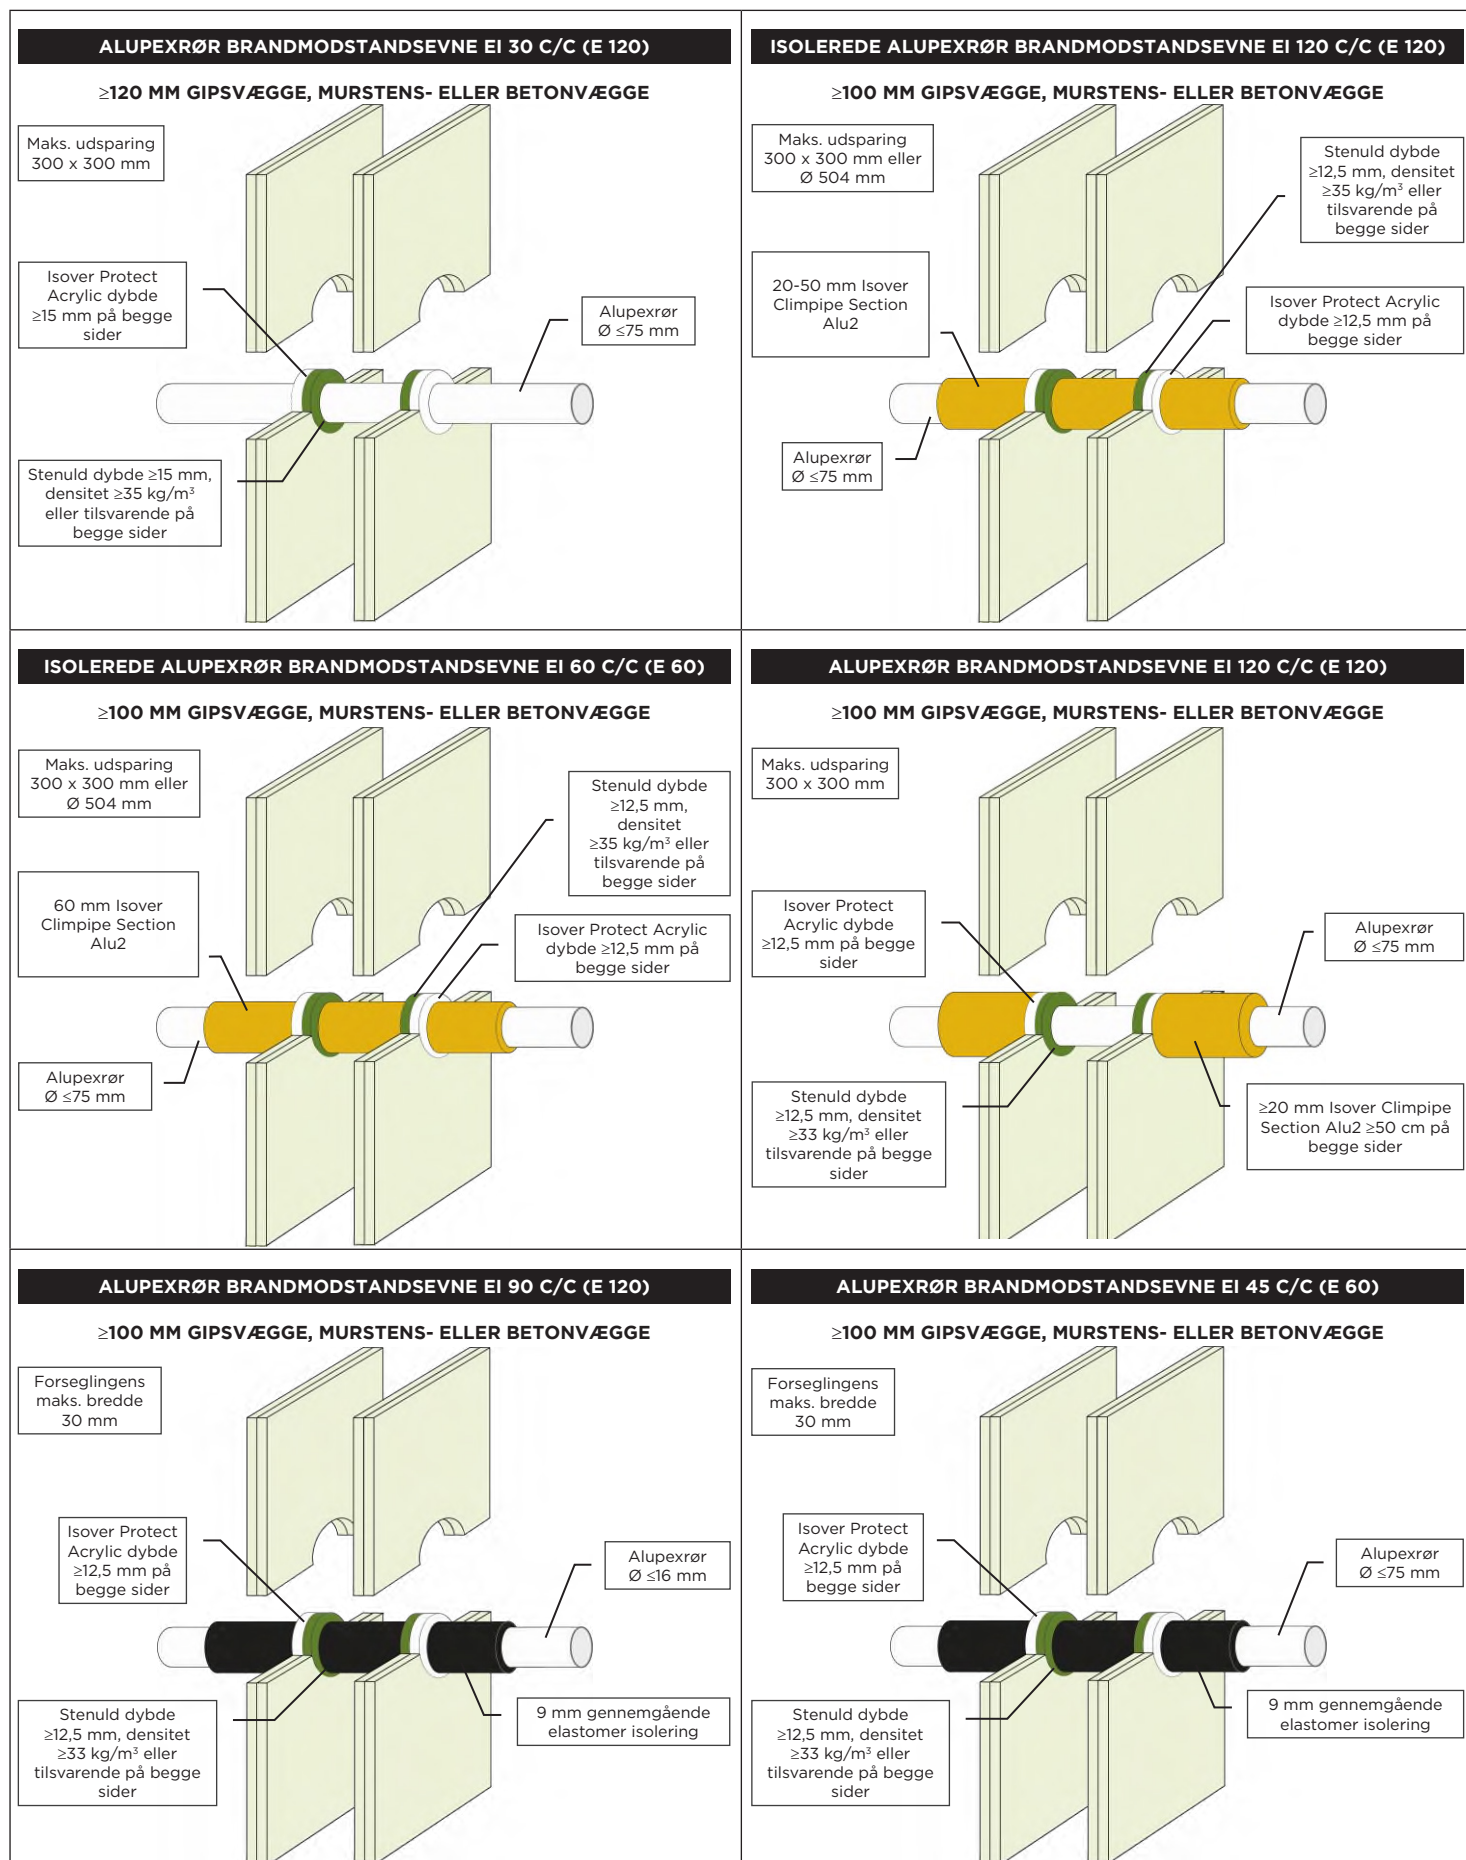 ALUPEXRØR BRANDMODSTANDSEVNE EI 30 C/C (E 120)
≥120 MM GIPSVÆGGE, MURSTENS- ELLER BETONVÆGGE
Maks. udsparing
300 x 300 mm
Isover Protect
Acrylic dybde
≥15 mm på begge
sider
Alupexrør
Ø ≤75 mm
Stenuld dybde ≥15 mm,
densitet ≥35 kg/m³
eller tilsvarende på
begge sider
ISOLEREDE ALUPEXRØR BRANDMODSTANDSEVNE EI 120 C/C (E 120)
≥100 MM GIPSVÆGGE, MURSTENS- ELLER BETONVÆGGE
Maks. udsparing
300 x 300 mm eller
Ø 504 mm
Stenuld dybde
≥12,5 mm, densitet
≥35 kg/m³ eller
tilsvarende på
begge sider
20-50 mm Isover
Climpipe Section
Alu2
Isover Protect Acrylic
dybde ≥12,5 mm på
begge sider
Alupexrør
Ø ≤75 mm
ISOLEREDE ALUPEXRØR BRANDMODSTANDSEVNE EI 60 C/C (E 60)
≥100 MM GIPSVÆGGE, MURSTENS- ELLER BETONVÆGGE
Maks. udsparing
300 x 300 mm eller
Ø 504 mm
Stenuld dybde
≥12,5 mm,
densitet
≥35 kg/m³ eller
tilsvarende på
begge sider
60 mm Isover
Climpipe Section
Alu2
Isover Protect Acrylic
dybde ≥12,5 mm på
begge sider
Alupexrør
Ø ≤75 mm
ALUPEXRØR BRANDMODSTANDSEVNE EI 120 C/C (E 120)
≥100 MM GIPSVÆGGE, MURSTENS- ELLER BETONVÆGGE
Maks. udsparing
300 x 300 mm
Isover Protect
Acrylic dybde
≥12,5 mm på begge
sider
Alupexrør
Ø ≤75 mm
Stenuld dybde
≥12,5 mm, densitet
≥33 kg/m³ eller
tilsvarende på begge
sider
≥20 mm Isover Climpipe
Section Alu2 ≥50 cm på
begge sider
ALUPEXRØR BRANDMODSTANDSEVNE EI 90 C/C (E 120)
≥100 MM GIPSVÆGGE, MURSTENS- ELLER BETONVÆGGE
Forseglingens
maks. bredde
30 mm
Isover Protect
Acrylic dybde
≥12,5 mm på
begge sider
Alupexrør
Ø ≤16 mm
Stenuld dybde
≥12,5 mm, densitet
≥33 kg/m³ eller
tilsvarende på begge
sider
9 mm gennemgående
elastomer isolering
ALUPEXRØR BRANDMODSTANDSEVNE EI 45 C/C (E 60)
≥100 MM GIPSVÆGGE, MURSTENS- ELLER BETONVÆGGE
Forseglingens
maks. bredde
30 mm
Isover Protect
Acrylic dybde
≥12,5 mm på
begge sider
Alupexrør
Ø ≤75 mm
Stenuld dybde
≥12,5 mm, densitet
≥33 kg/m³ eller
tilsvarende på begge
sider
9 mm gennemgående
elastomer isolering